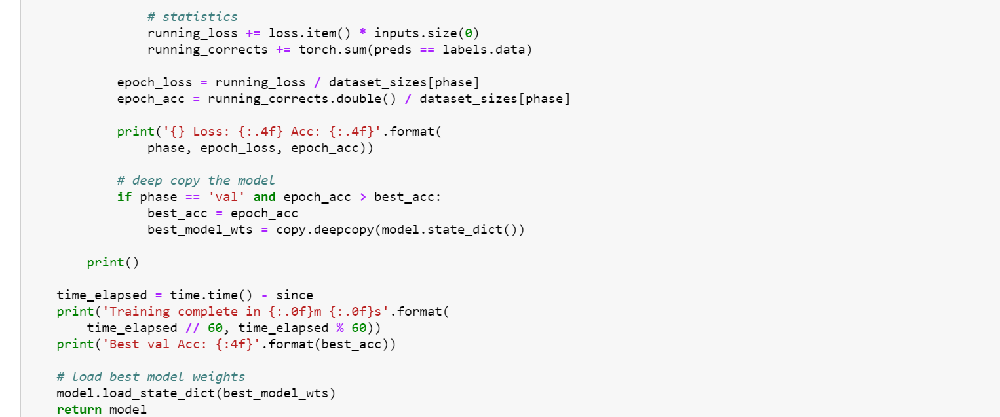 # statistics
running_loss += loss.item() * inputs.size(0)
running_corrects += torch.sum(preds == labels.data)
epoch_loss = running_loss / dataset_sizes[phase]
epoch_acc = running_corrects.double() / dataset_sizes[phase]
print('{} Loss: {:.4f} Acc: {:.4f}'.format(
phase, epoch_loss, epoch_acc))
# deep copy the model
if phase == 'val' and epoch_acc > best_acc:
best_acc = epoch_acc
best_model_wts = copy.deepcopy(model.state_dict())
print()
time_elapsed = time.time() - since
print('Training complete in {:.0f}m {:.0f}s'.format(
time_elapsed // 60, time_elapsed % 60))
print('Best val Acc: {:4f}'.format(best_acc))
# load best model weights
model.load_state_dict(best_model_wts)
return model